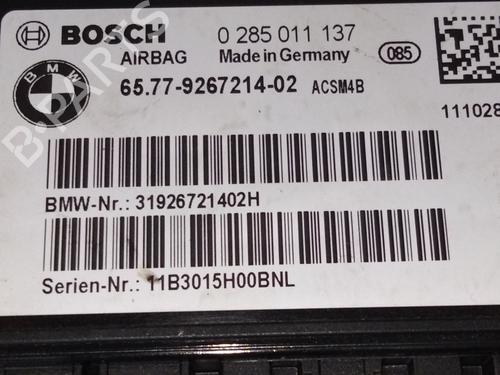 BOSCH 0 285 011 137
AIRBAG Made in Germany 085
BMW 65.77-9267214-02 ACSM4B
111028
BMW-Nr.: 31926721402H
Serien-Nr.: 11B3015H00BNL